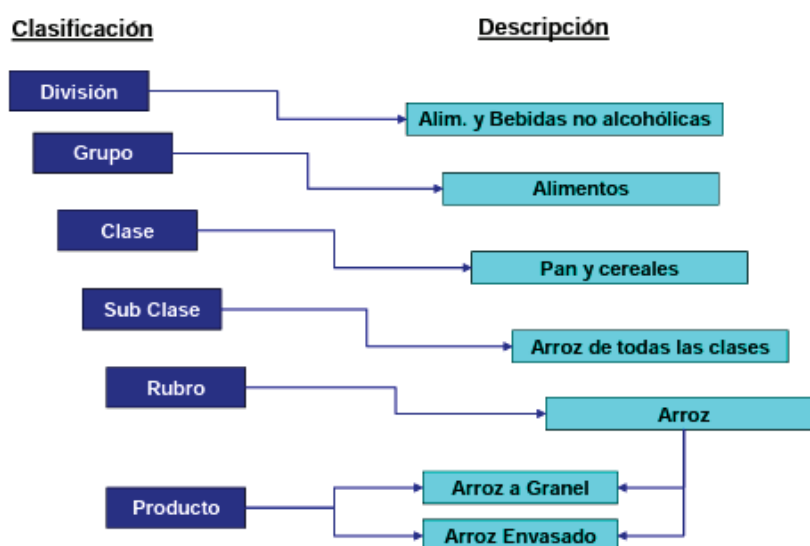 Clasificación
Descripción
División
Alim. y Bebidas no alcohólicas
Grupo
Alimentos
Clase
Pan y cereales
Sub Clase
Arroz de todas las clases
Rubro
Arroz
Producto
Arroz a Granel
Arroz Envasado